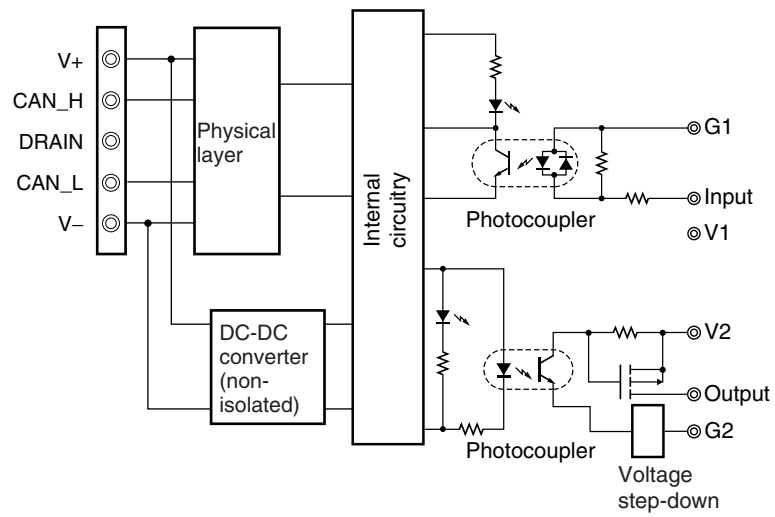 V+
CAN_H
DRAIN
CAN_L
V–
Physical
layer
DC-DC
converter
(non-
isolated)
Internal
circuitry
Photocoupler
G1
Input
V1
Photocoupler
V2
Output
G2
Voltage
step-down